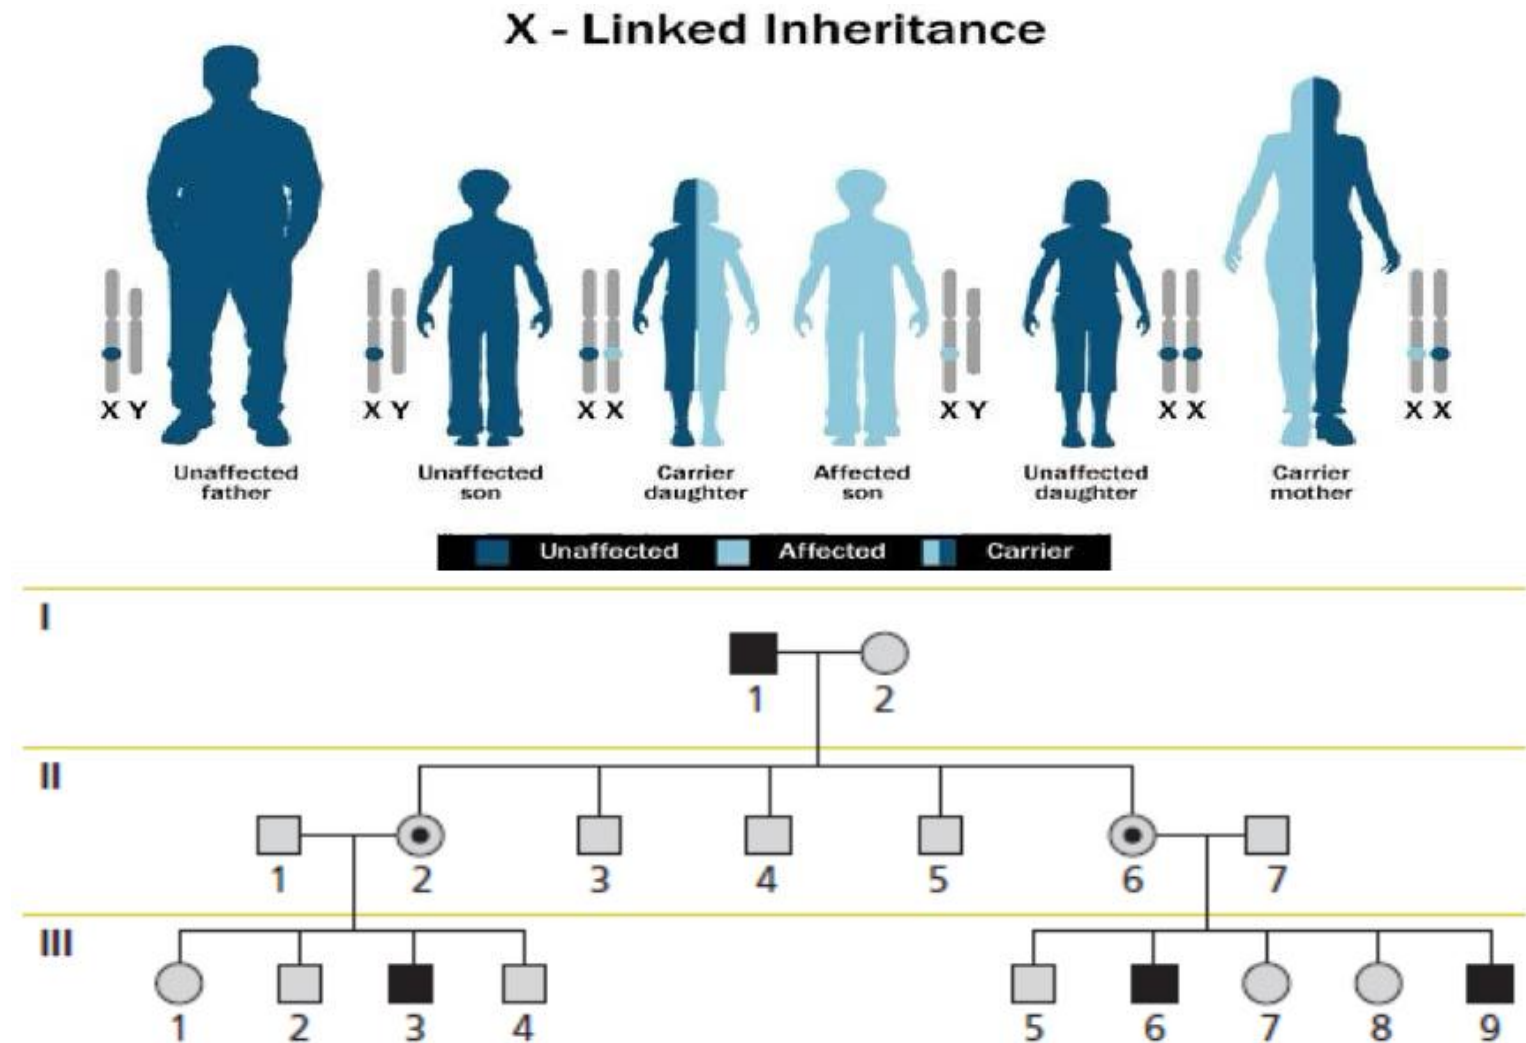 X - Linked Inheritance
X Y
X Y
X X
X Y
X X
X X
Unaffected
father
Unaffected
son
Carrier
daughter
Affected
son
Unaffected
daughter
Carrier
mother
Unaffected Affected Carrier
I
1 2
II
1 2 3 4 5 6 7
III
1 2 3 4 5 6 7 8 9